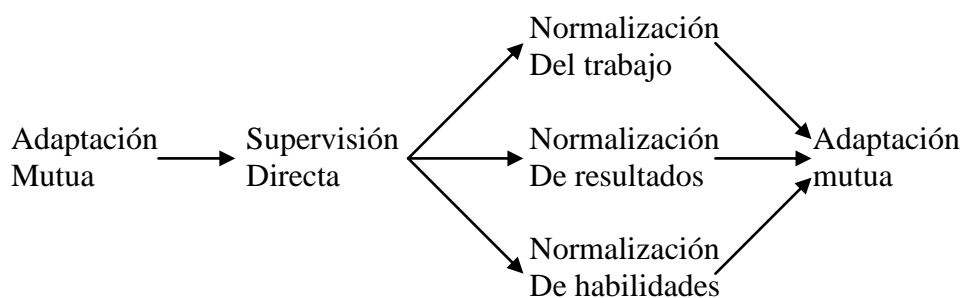 Normalización
Del trabajo
Adaptación
Mutua
Supervisión
Directa
Normalización
De resultados
Adaptación
mutua
Normalización
De habilidades